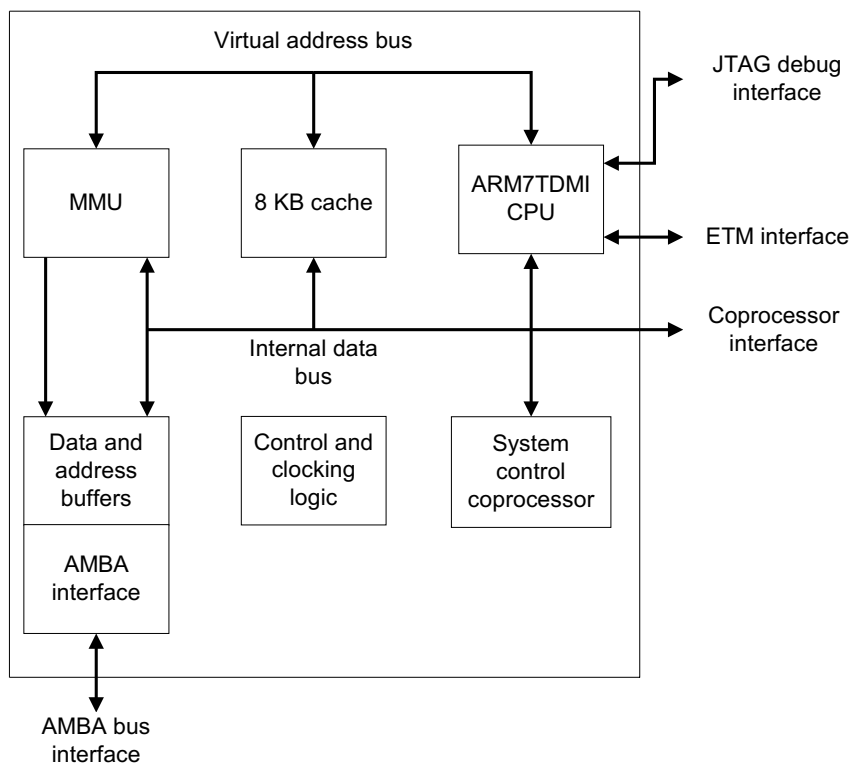 Virtual address bus
JTAG debug
interface
MMU
8 KB cache
ARM7TDMI
CPU
ETM interface
Internal data
bus
Coprocessor
interface
Data and
address
buffers
Control and
clocking
logic
System
control
coprocessor
AMBA
interface
AMBA bus
interface